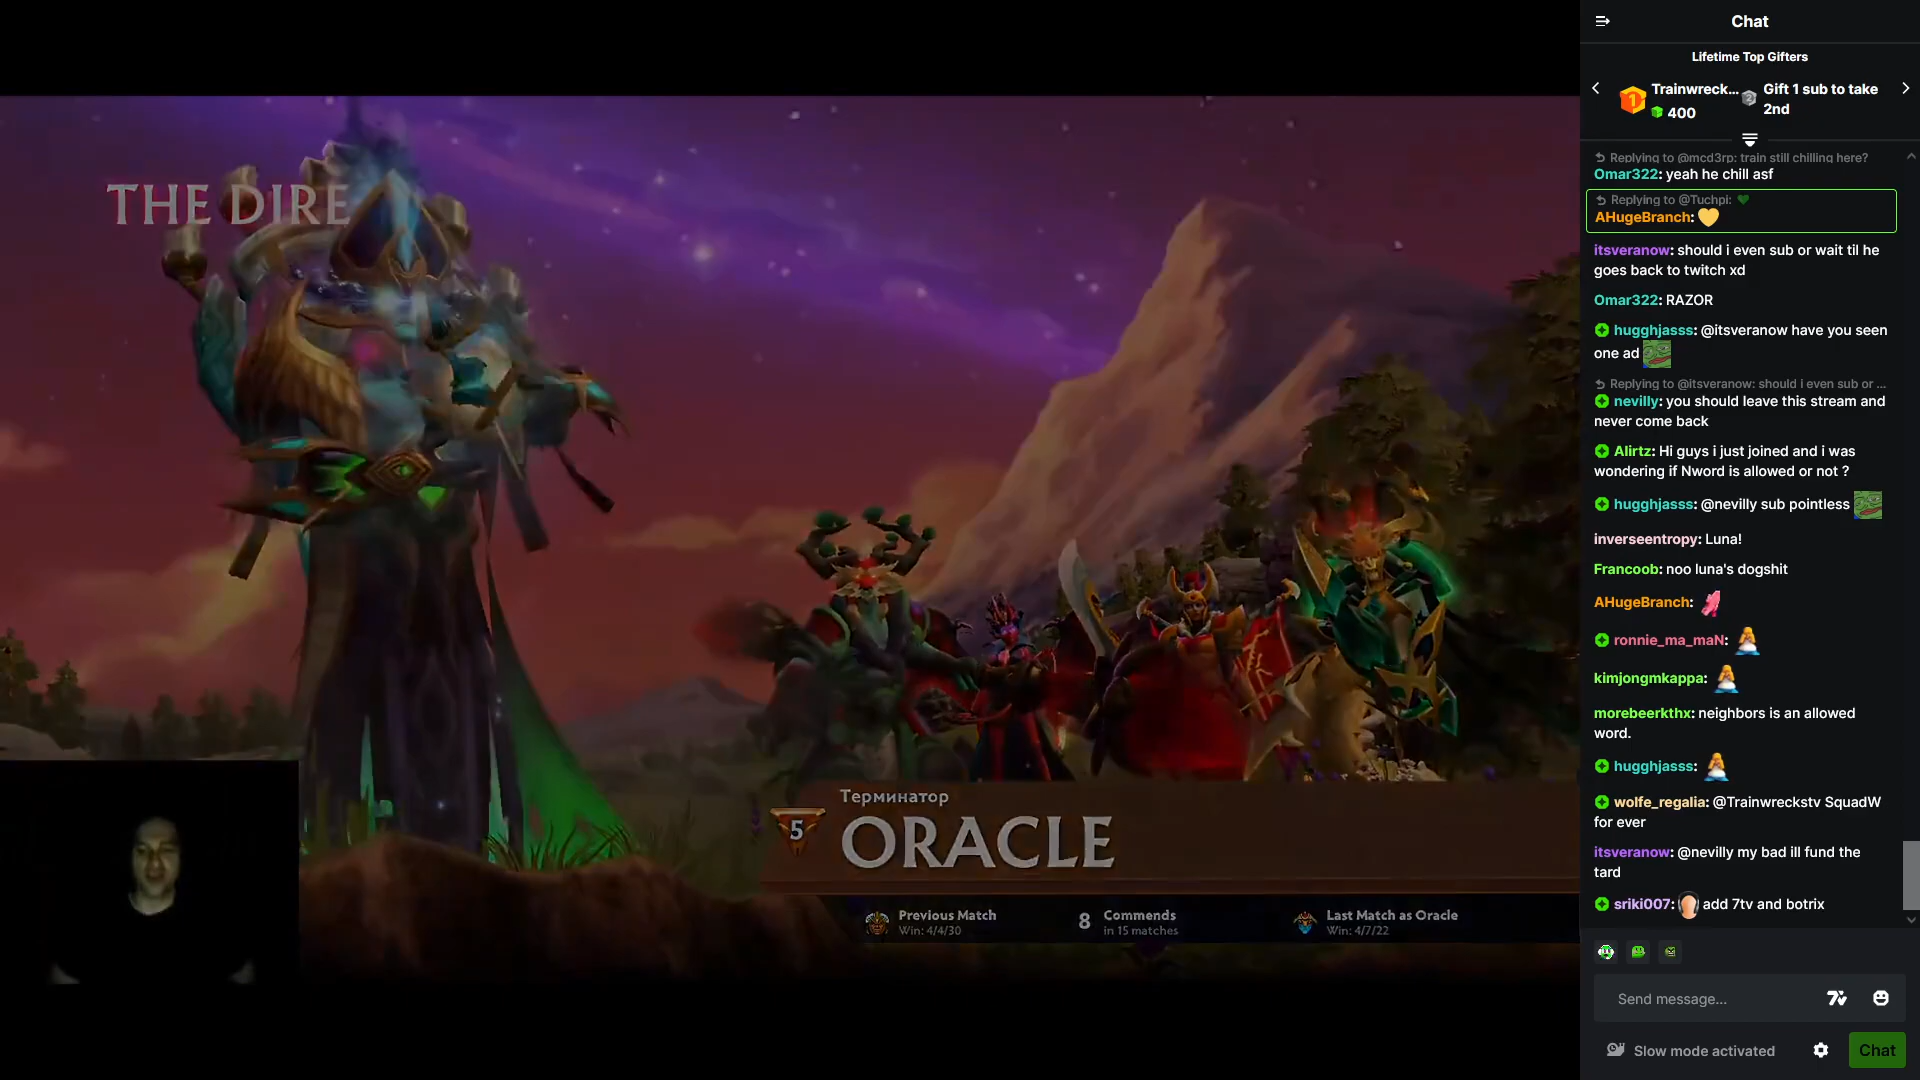 THE DIRE
Терминатор
5
ORACLE
Previous Match
Win: 4/4/30
8
Commends
in 15 matches
Last Match as Oracle
Win: 4/7/22
Chat
Lifetime Top Gifters
1
Trainwreck...
400
2
Gift 1 sub to take
2nd
Replying to @mcd3rp: train still chilling here?
Omar322: yeah he chill asf
Replying to @Tuchpi: 💚
AHugeBranch: 💛
itsveranow: should i even sub or wait til he
goes back to twitch xd
Omar322: RAZOR
hugghjasss: @itsveranow have you seen
one ad
Replying to @itsveranow: should i even sub or ...
nevilly: you should leave this stream and
never come back
Alirtz: Hi guys i just joined and i was
wondering if Nword is allowed or not ?
hugghjasss: @nevilly sub pointless
inverseentropy: Luna!
Francoob: noo luna's dogshit
AHugeBranch:
ronnie_ma_maN:
kimjongmkappa:
morebeerkthx: neighbors is an allowed
word.
hugghjasss:
wolfe_regalia: @Trainwreckstv SquadW
for ever
itsveranow: @nevilly my bad ill fund the
tard
sriki007: add 7tv and botrix
Send message...
Slow mode activated
Chat